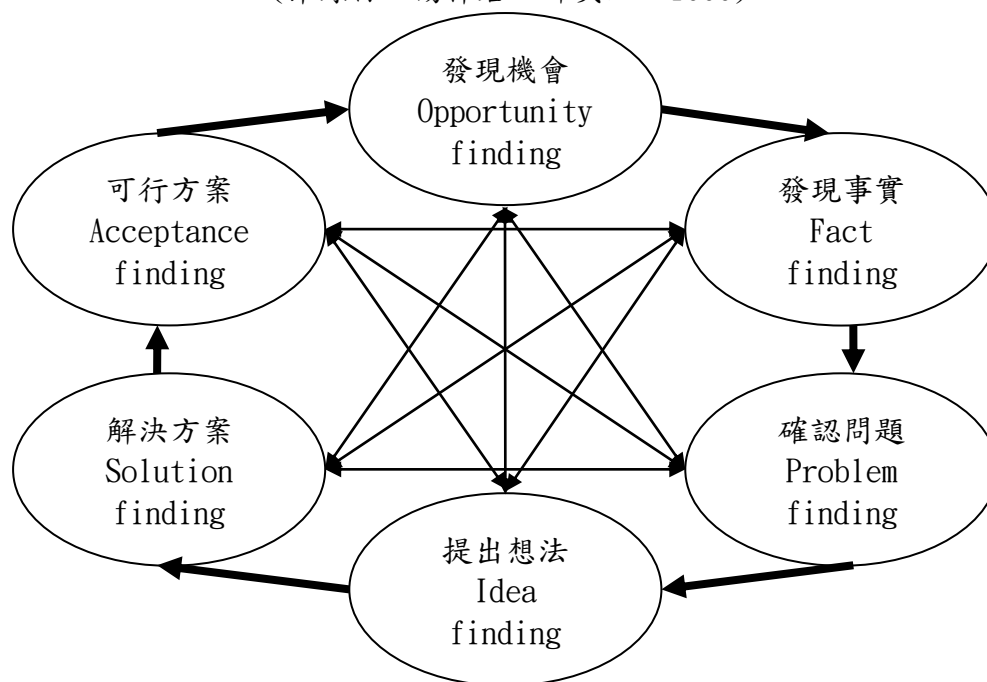 發現機會
Opportunity
finding
可行方案
Acceptance
finding
發現事實
Fact
finding
解決方案
Solution
finding
確認問題
Problem
finding
提出想法
Idea
finding